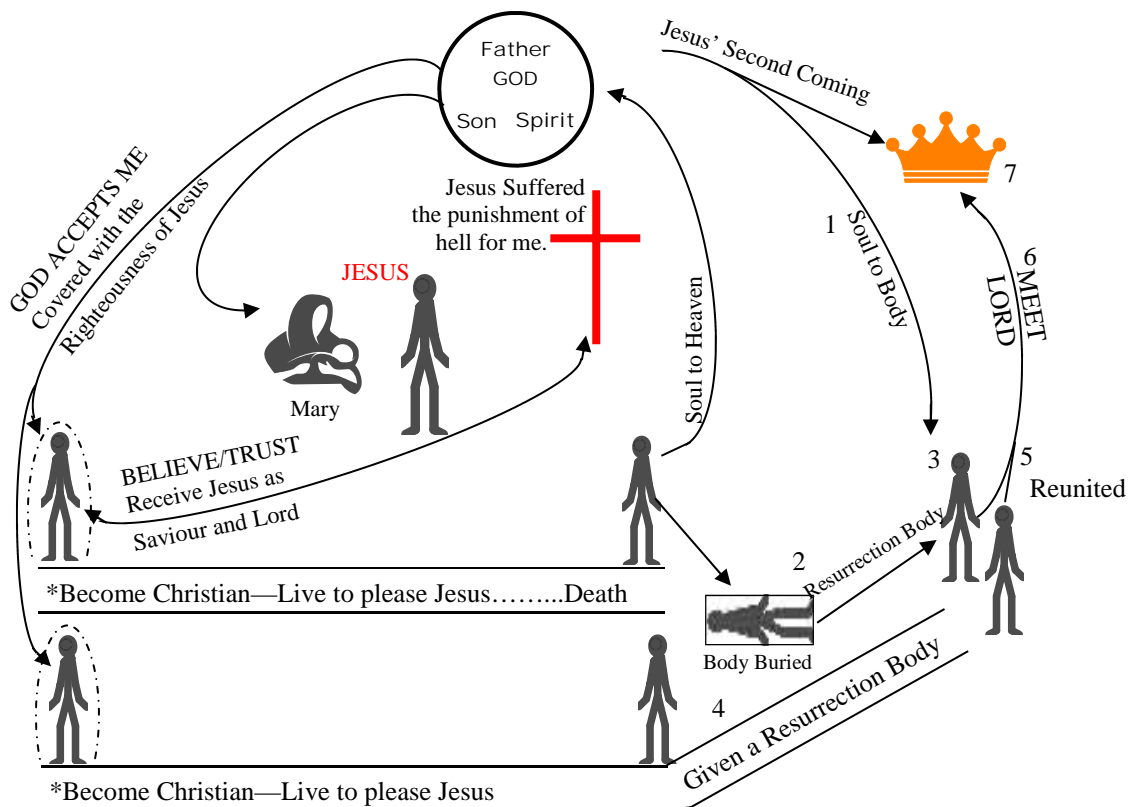 Father
GOD
Son Spirit
Jesus' Second Coming
7
GOD ACCEPTS ME
Covered with the
Righteousness of Jesus
Jesus Suffered
the punishment of
hell for me.
JESUS
Mary
1
Soul to Body
6
MEET
LORD
Soul to Heaven
BELIEVE/TRUST
Receive Jesus as
Saviour and Lord
3
5
Reunited
2
Resurrection Body
*Become Christian—Live to please Jesus……...Death
Body Buried
4
Given a Resurrection Body
*Become Christian—Live to please Jesus